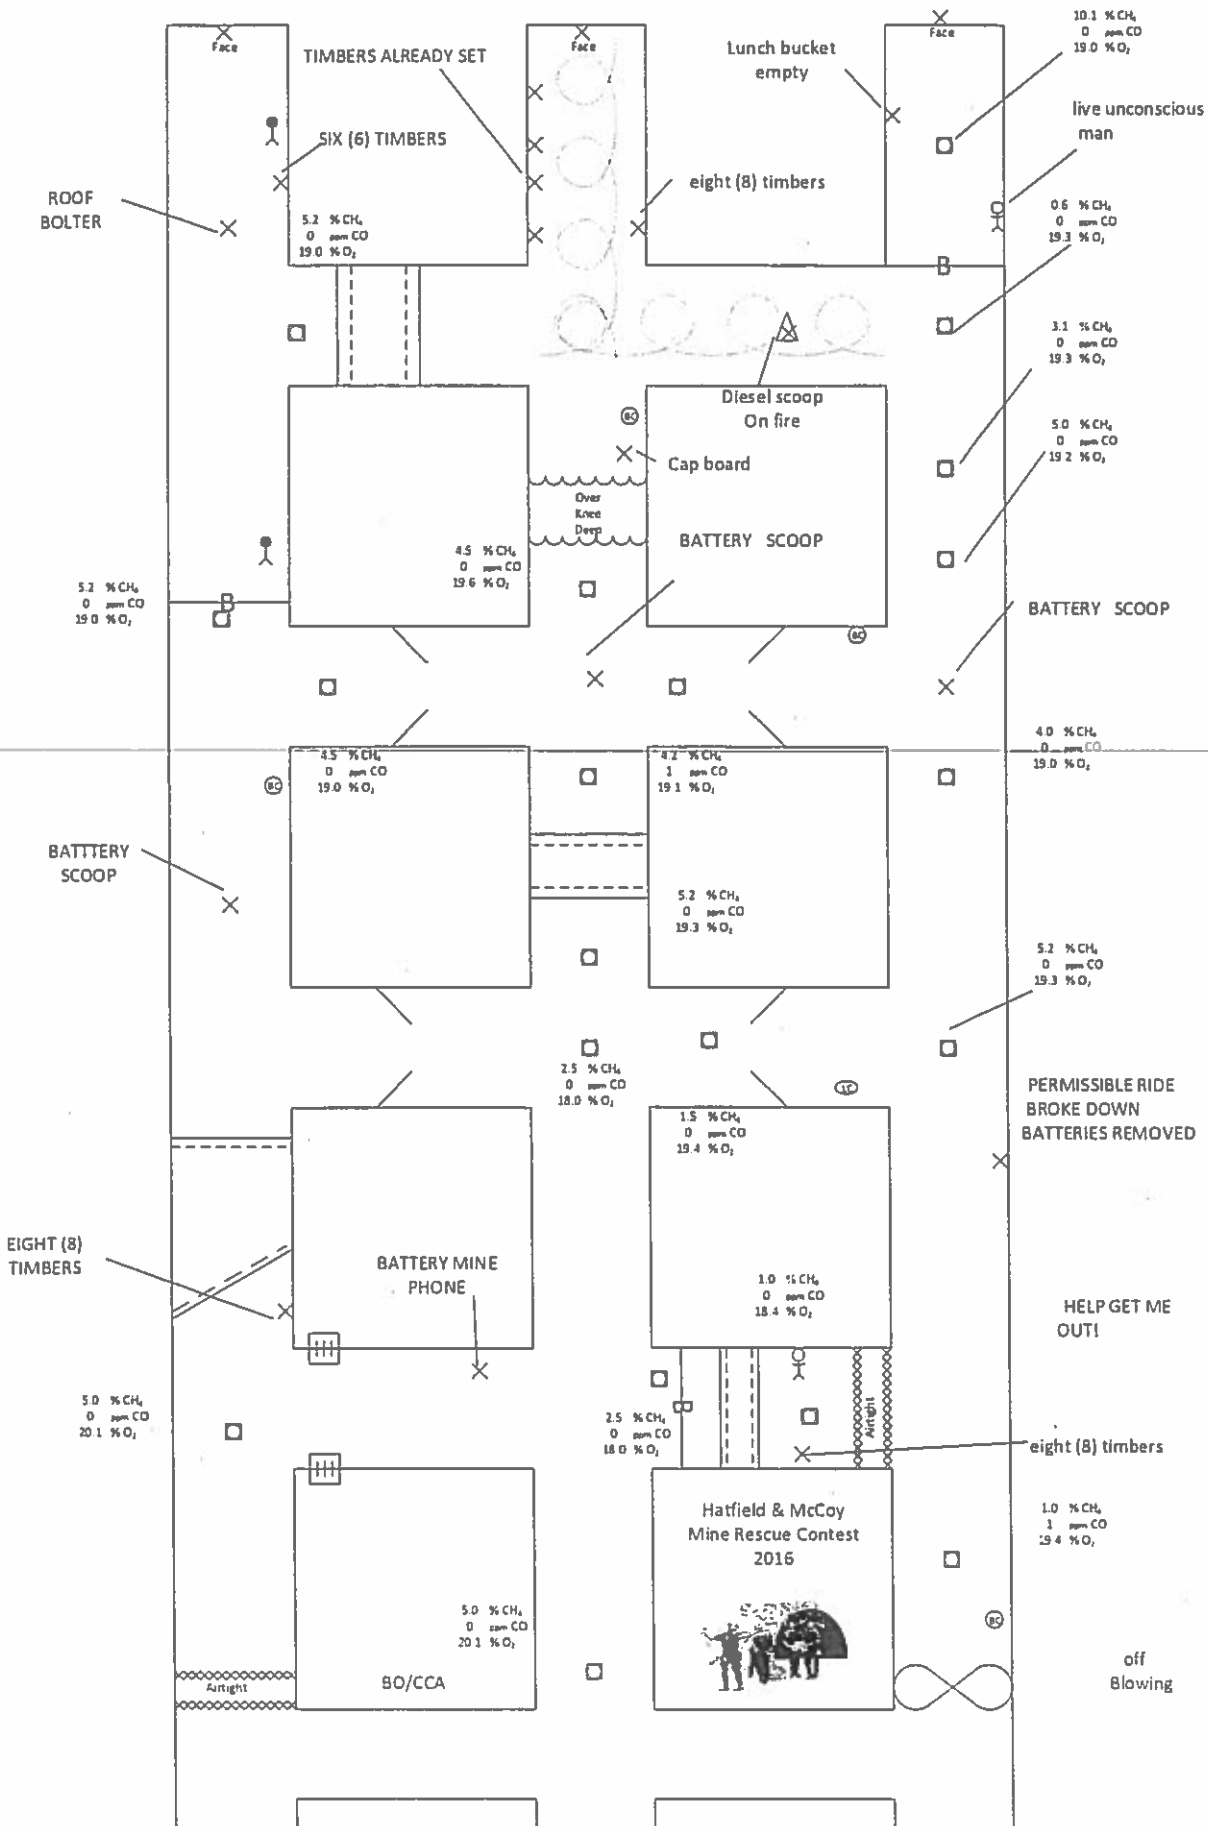 Face
Face
Face
10.1 % CH₄
0 ppm CO
19.0 % O₂
TIMBERS ALREADY SET
Lunch bucket
empty
live unconscious
man
SIX (6) TIMBERS
eight (8) timbers
ROOF
BOLTER
5.2 % CH₄
0 ppm CO
19.0 % O₂
0.6 % CH₄
0 ppm CO
19.3 % O₂
B
3.1 % CH₄
0 ppm CO
19.3 % O₂
Diesel scoop
On fire
BC
Cap board
5.0 % CH₄
0 ppm CO
19.2 % O₂
Over
Knee
Deep
BATTERY SCOOP
4.5 % CH₄
0 ppm CO
19.6 % O₂
5.2 % CH₄
0 ppm CO
19.0 % O₂
B
BC
BATTERY SCOOP
4.0 % CH₄
0 ppm CO
19.0 % O₂
4.5 % CH₄
0 ppm CO
19.0 % O₂
4.2 % CH₄
1 ppm CO
19.1 % O₂
BC
BATTTERY
SCOOP
5.2 % CH₄
0 ppm CO
19.3 % O₂
5.2 % CH₄
0 ppm CO
19.3 % O₂
2.5 % CH₄
0 ppm CO
18.0 % O₂
PERMISSIBLE RIDE
BROKE DOWN
BATTERIES REMOVED
1.5 % CH₄
0 ppm CO
19.4 % O₂
EIGHT (8)
TIMBERS
BATTERY MINE
PHONE
1.0 % CH₄
0 ppm CO
18.4 % O₂
HELP GET ME
OUT!
5.0 % CH₄
0 ppm CO
20.1 % O₂
2.5 % CH₄
0 ppm CO
18.0 % O₂
B
Airtight
eight (8) timbers
Hatfield & McCoy
Mine Rescue Contest
2016
1.0 % CH₄
1 ppm CO
19.4 % O₂
5.0 % CH₄
0 ppm CO
20.1 % O₂
BC
Airtight
BO/CCA
off
Blowing